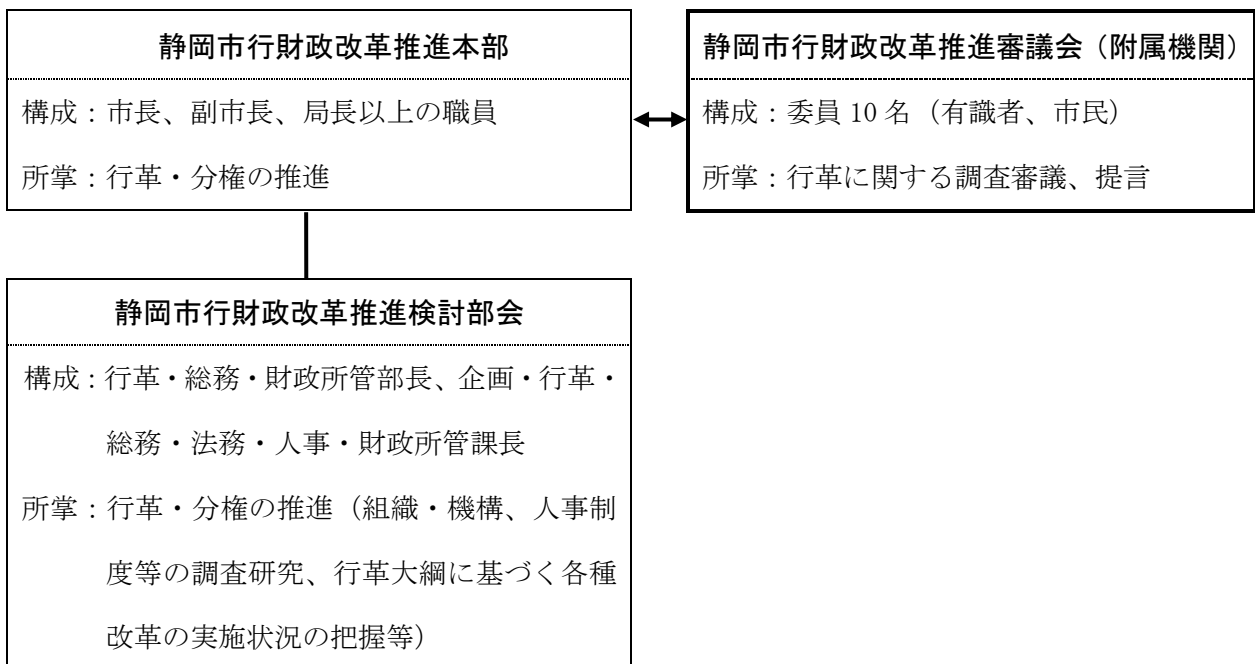 静岡市行財政改革推進本部
構成：市長、副市長、局長以上の職員
所掌：行革・分権の推進
静岡市行財政改革推進審議会（附属機関）
構成：委員 10 名（有識者、市民）
所掌：行革に関する調査審議、提言
静岡市行財政改革推進検討部会
構成：行革・総務・財政所管部長、企画・行革・
総務・法務・人事・財政所管課長
所掌：行革・分権の推進（組織・機構、人事制
度等の調査研究、行革大綱に基づく各種
改革の実施状況の把握等）